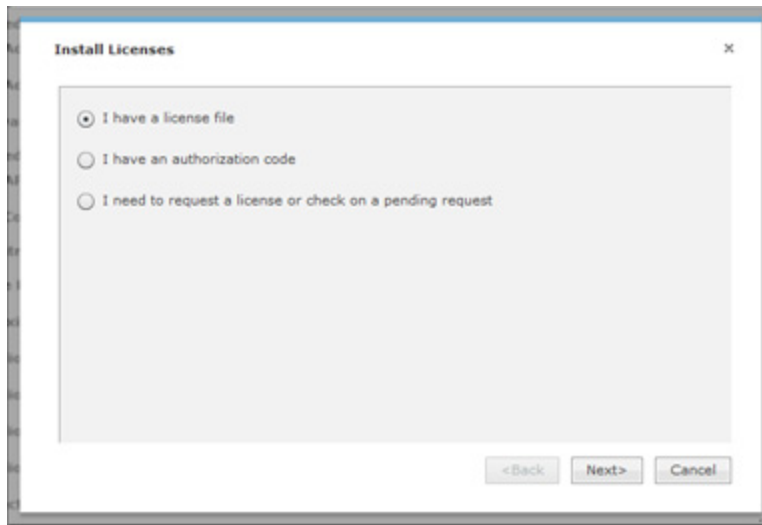 Install Licenses
×
I have a license file
I have an authorization code
I need to request a license or check on a pending request
<Back Next> Cancel